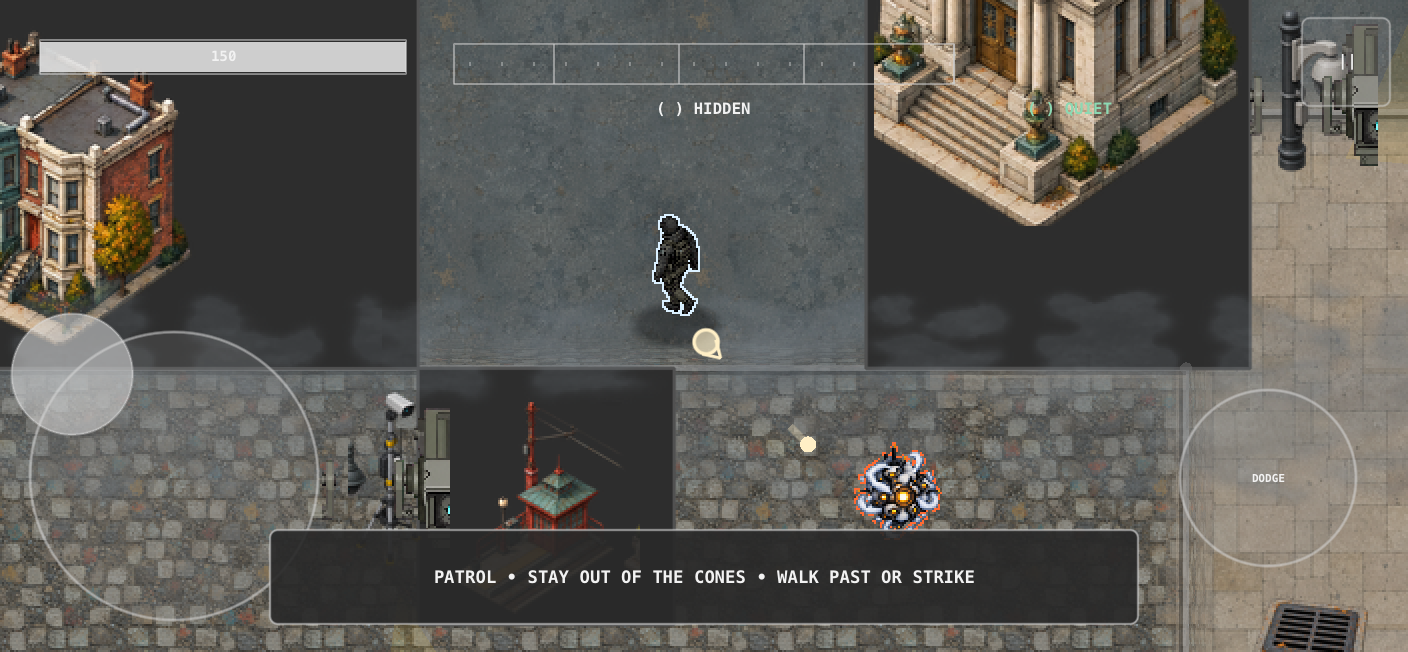 150
( ) HIDDEN
( ) QUIET
DODGE
PATROL • STAY OUT OF THE CONES • WALK PAST OR STRIKE